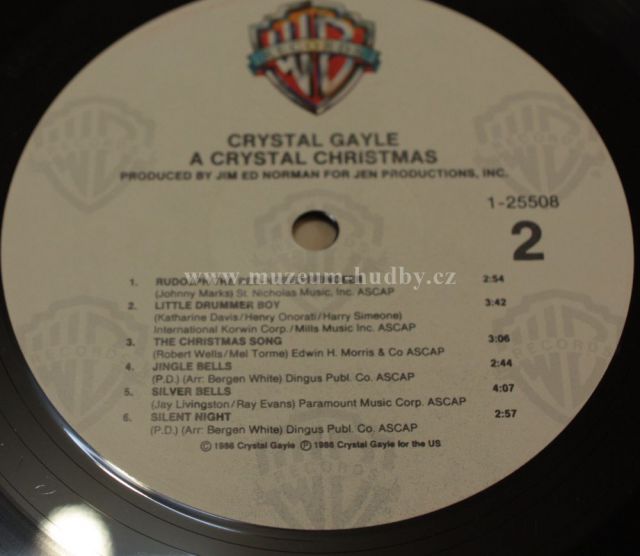 WB
RECORDS
CRYSTAL GAYLE
A CRYSTAL CHRISTMAS
PRODUCED BY JIM ED NORMAN FOR JEN PRODUCTIONS, INC.
1-25508
2
www.muzeum-hudby.cz
1. 2:54
(Johnny Marks) St. Nicholas Music, Inc. ASCAP
2. LITTLE DRUMMER BOY 3:42
(Katharine Davis/Henry Onorati/Harry Simeone)
International Korwin Corp./Mills Music Inc. ASCAP
3. THE CHRISTMAS SONG 3:06
(Robert Wells/Mel Torme) Edwin H. Morris & Co ASCAP
4. JINGLE BELLS 2:44
(P.D.) (Arr: Bergen White) Dingus Publ. Co. ASCAP
5. SILVER BELLS 4:07
(Jay Livingston/Ray Evans) Paramount Music Corp. ASCAP
6. SILENT NIGHT 2:57
(P.D.) (Arr: Bergen White) Dingus Publ. Co. ASCAP
Ⓒ 1986 Crystal Gayle Ⓟ 1986 Crystal Gayle for the US